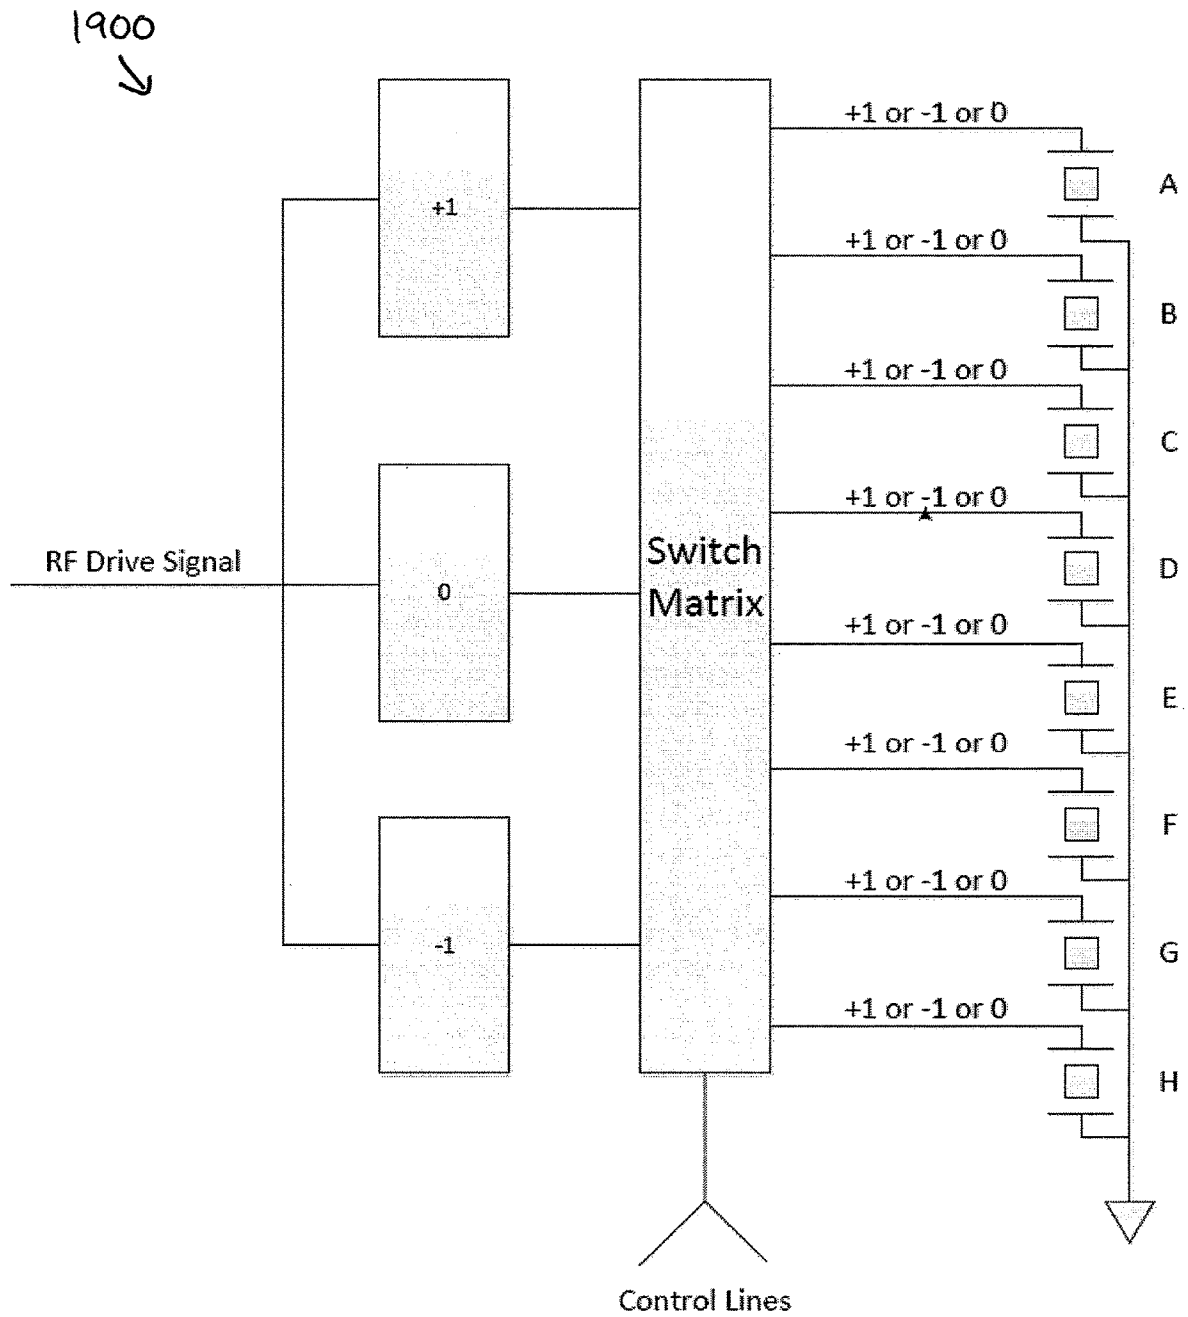 1900
+1 or -1 or 0
A
+1
+1 or -1 or 0
B
+1 or -1 or 0
C
+1 or -1 or 0
RF Drive Signal
0
Switch
Matrix
D
+1 or -1 or 0
E
+1 or -1 or 0
F
+1 or -1 or 0
-1
G
+1 or -1 or 0
H
Control Lines